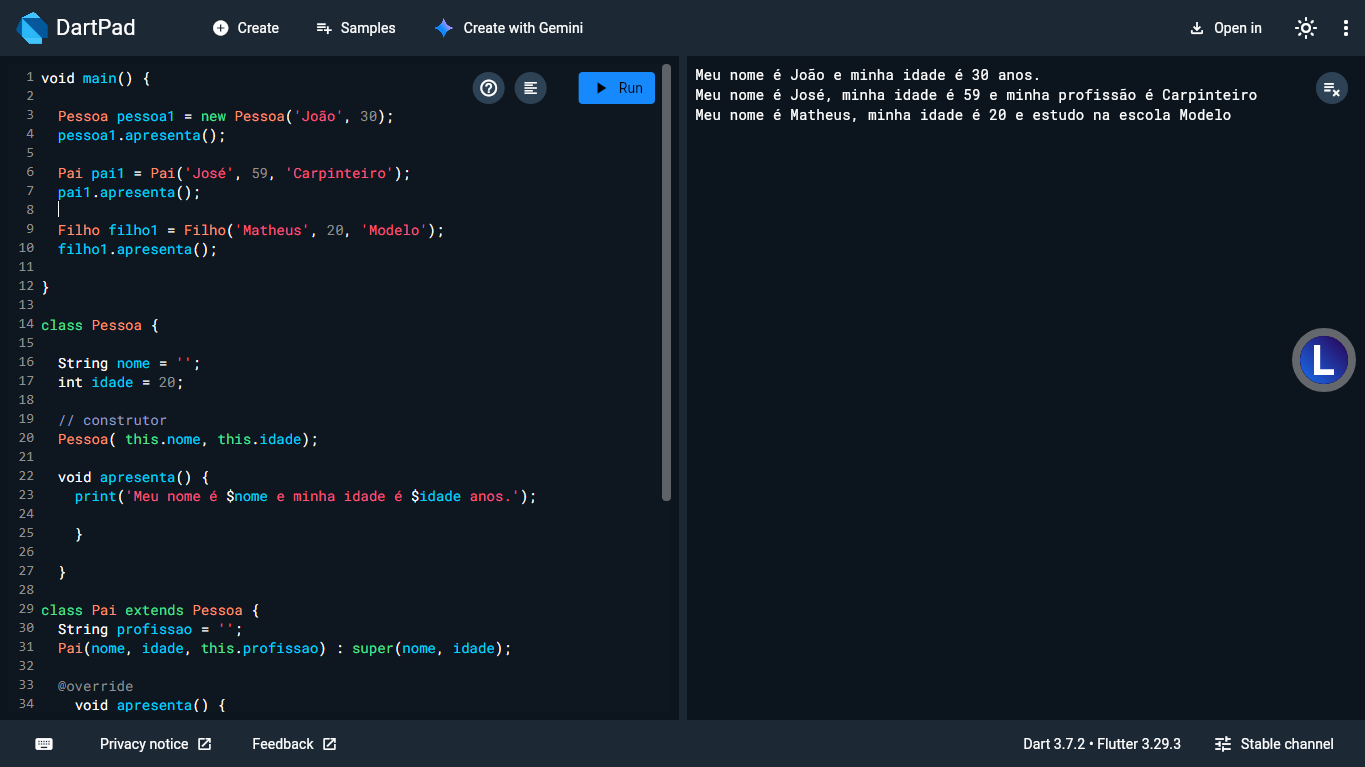 DartPad
Create
Samples
Create with Gemini
Open in
1 void main() {
2
3 Pessoa pessoa1 = new Pessoa('João', 30);
4 pessoa1.apresenta();
5
6 Pai pai1 = Pai('José', 59, 'Carpinteiro');
7 pai1.apresenta();
8
9 Filho filho1 = Filho('Matheus', 20, 'Modelo');
10 filho1.apresenta();
11
12 }
13
14 class Pessoa {
15
16 String nome = '';
17 int idade = 20;
18
19 // construtor
20 Pessoa( this.nome, this.idade);
21
22 void apresenta() {
23 print('Meu nome é $nome e minha idade é $idade anos.');
24
25 }
26
27 }
28
29 class Pai extends Pessoa {
30 String profissao = '';
31 Pai(nome, idade, this.profissao) : super(nome, idade);
32
33 @override
34 void apresenta() {
Run
Meu nome é João e minha idade é 30 anos.
Meu nome é José, minha idade é 59 e minha profissão é Carpinteiro
Meu nome é Matheus, minha idade é 20 e estudo na escola Modelo
L
Privacy notice
Feedback
Dart 3.7.2 • Flutter 3.29.3
Stable channel